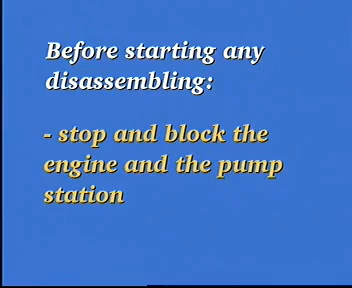 Before starting any
disassembling:
- stop and block the
engine and the pump
station